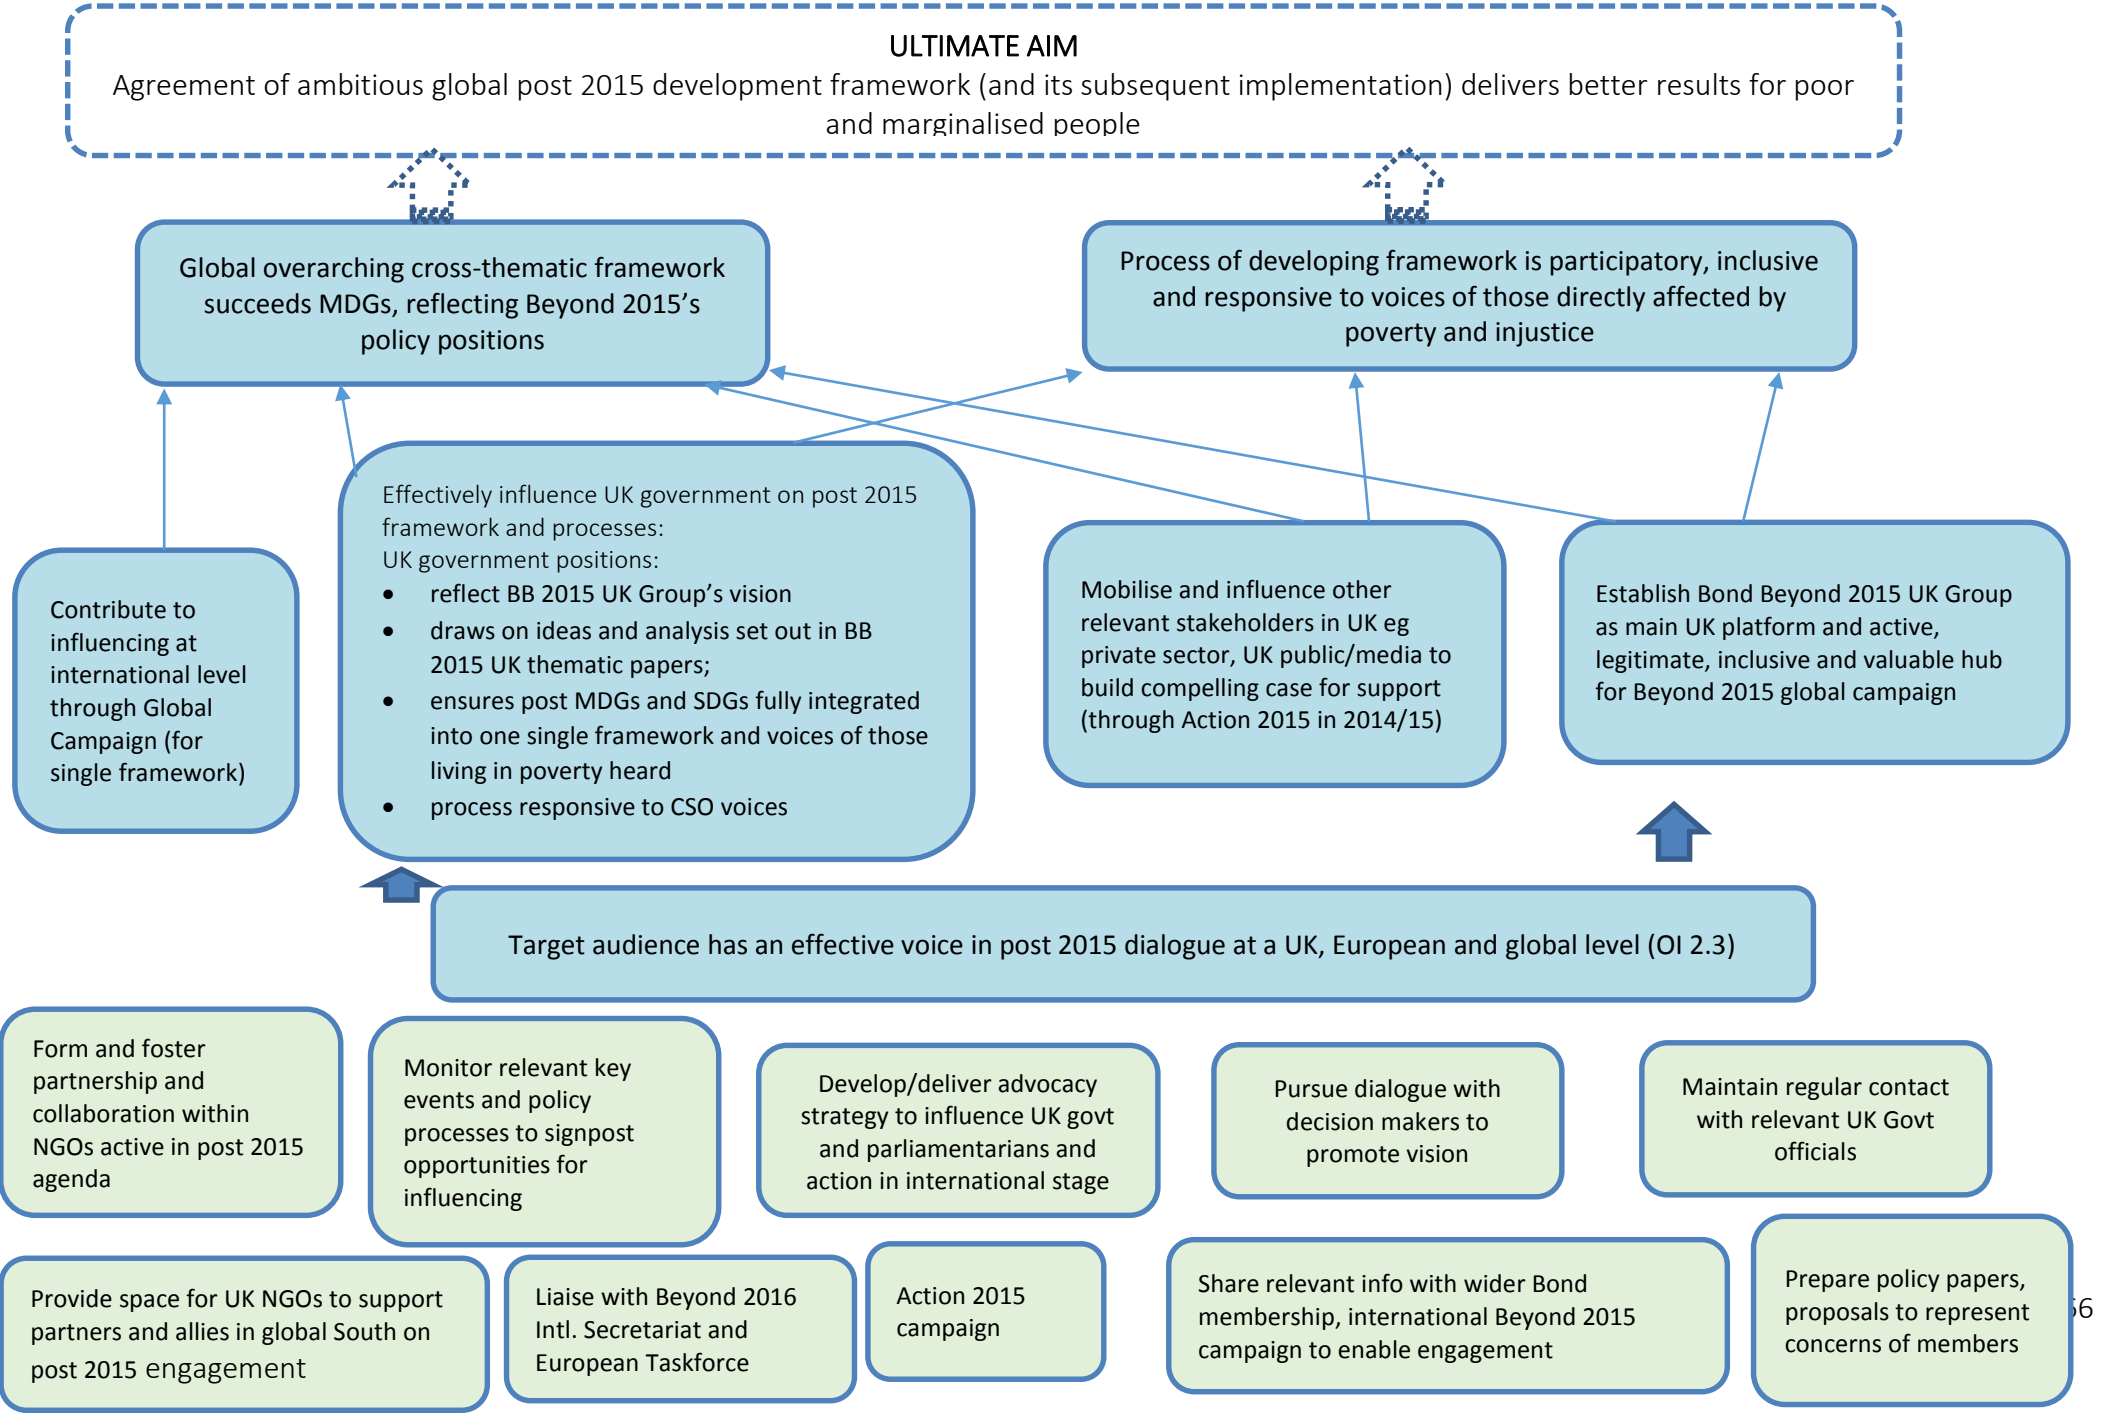 ULTIMATE AIM
Agreement of ambitious global post 2015 development framework (and its subsequent implementation) delivers better results for poor
and marginalised people
Global overarching cross-thematic framework
succeeds MDGs, reflecting Beyond 2015’s
policy positions
Process of developing framework is participatory, inclusive
and responsive to voices of those directly affected by
poverty and injustice
Contribute to
influencing at
international level
through Global
Campaign (for
single framework)
Effectively influence UK government on post 2015
framework and processes:
UK government positions:
• reflect BB 2015 UK Group’s vision
• draws on ideas and analysis set out in BB
2015 UK thematic papers;
• ensures post MDGs and SDGs fully integrated
into one single framework and voices of those
living in poverty heard
• process responsive to CSO voices
Mobilise and influence other
relevant stakeholders in UK eg
private sector, UK public/media to
build compelling case for support
(through Action 2015 in 2014/15)
Establish Bond Beyond 2015 UK Group
as main UK platform and active,
legitimate, inclusive and valuable hub
for Beyond 2015 global campaign
Target audience has an effective voice in post 2015 dialogue at a UK, European and global level (OI 2.3)
Form and foster
partnership and
collaboration within
NGOs active in post 2015
agenda
Monitor relevant key
events and policy
processes to signpost
opportunities for
influencing
Develop/deliver advocacy
strategy to influence UK govt
and parliamentarians and
action in international stage
Pursue dialogue with
decision makers to
promote vision
Maintain regular contact
with relevant UK Govt
officials
Provide space for UK NGOs to support
partners and allies in global South on
post 2015 engagement
Liaise with Beyond 2016
Intl. Secretariat and
European Taskforce
Action 2015
campaign
Share relevant info with wider Bond
membership, international Beyond 2015
campaign to enable engagement
Prepare policy papers,
proposals to represent
concerns of members